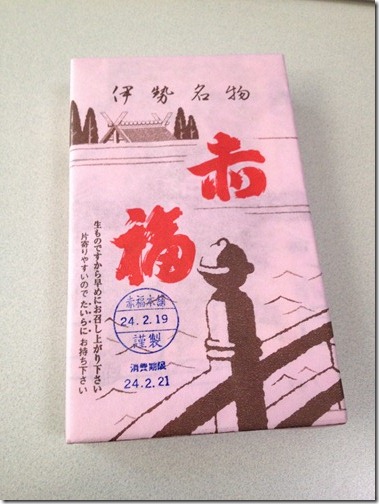 伊勢名物
赤福
生ものですから早めにお召し上がり下さい
片寄りやすいのでたいらにお持ち下さい
赤福本舗
24.2.19
謹製
消費期限
24.2.21